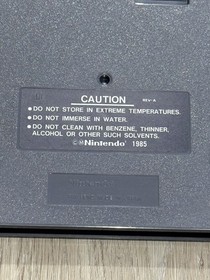 CAUTION REV-A
•DO NOT STORE IN EXTREME TEMPERATURES.
•DO NOT IMMERSE IN WATER.
•DO NOT CLEAN WITH BENZENE, THINNER,
ALCOHOL OR OTHER SUCH SOLVENTS.
©Ⓜ Nintendo 1985